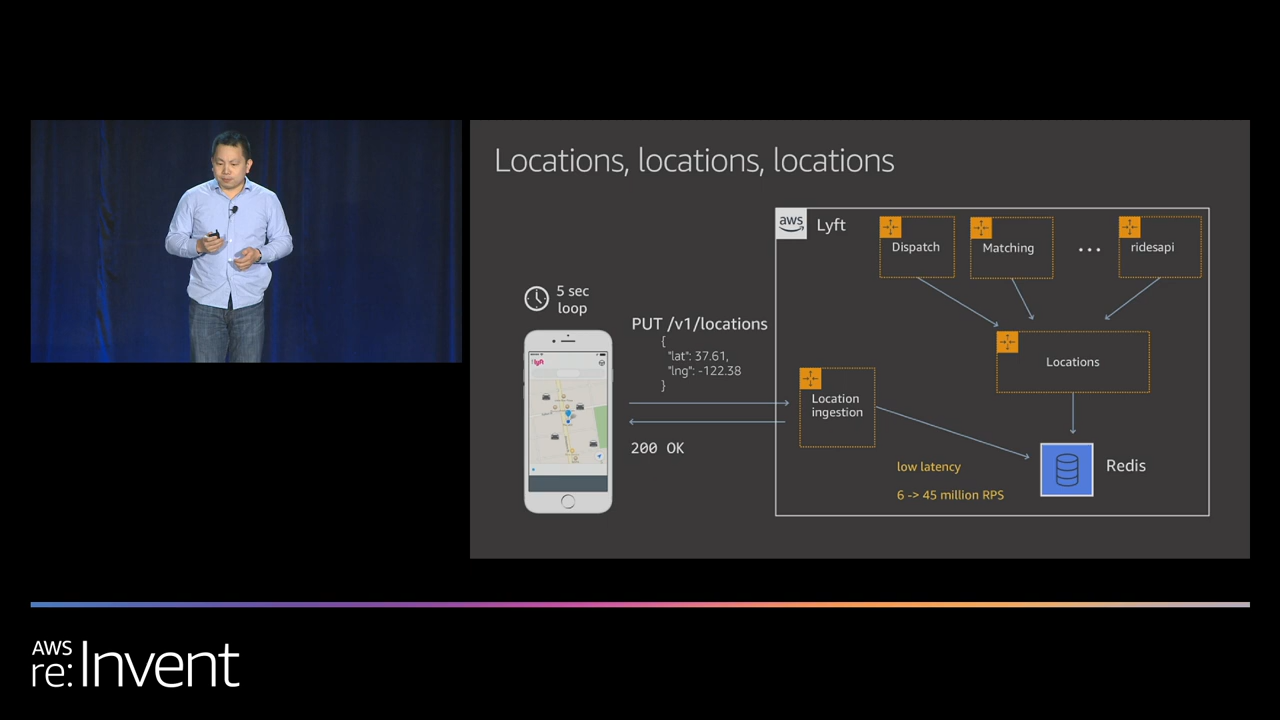 Locations, locations, locations
aws
Lyft
Dispatch
Matching
...
ridesapi
5 sec
loop
PUT /v1/locations
{
"lat": 37.61,
"lng": -122.38
}
lyft
Location
ingestion
Locations
200 OK
low latency
6 -> 45 million RPS
Redis
AWS
re:Invent